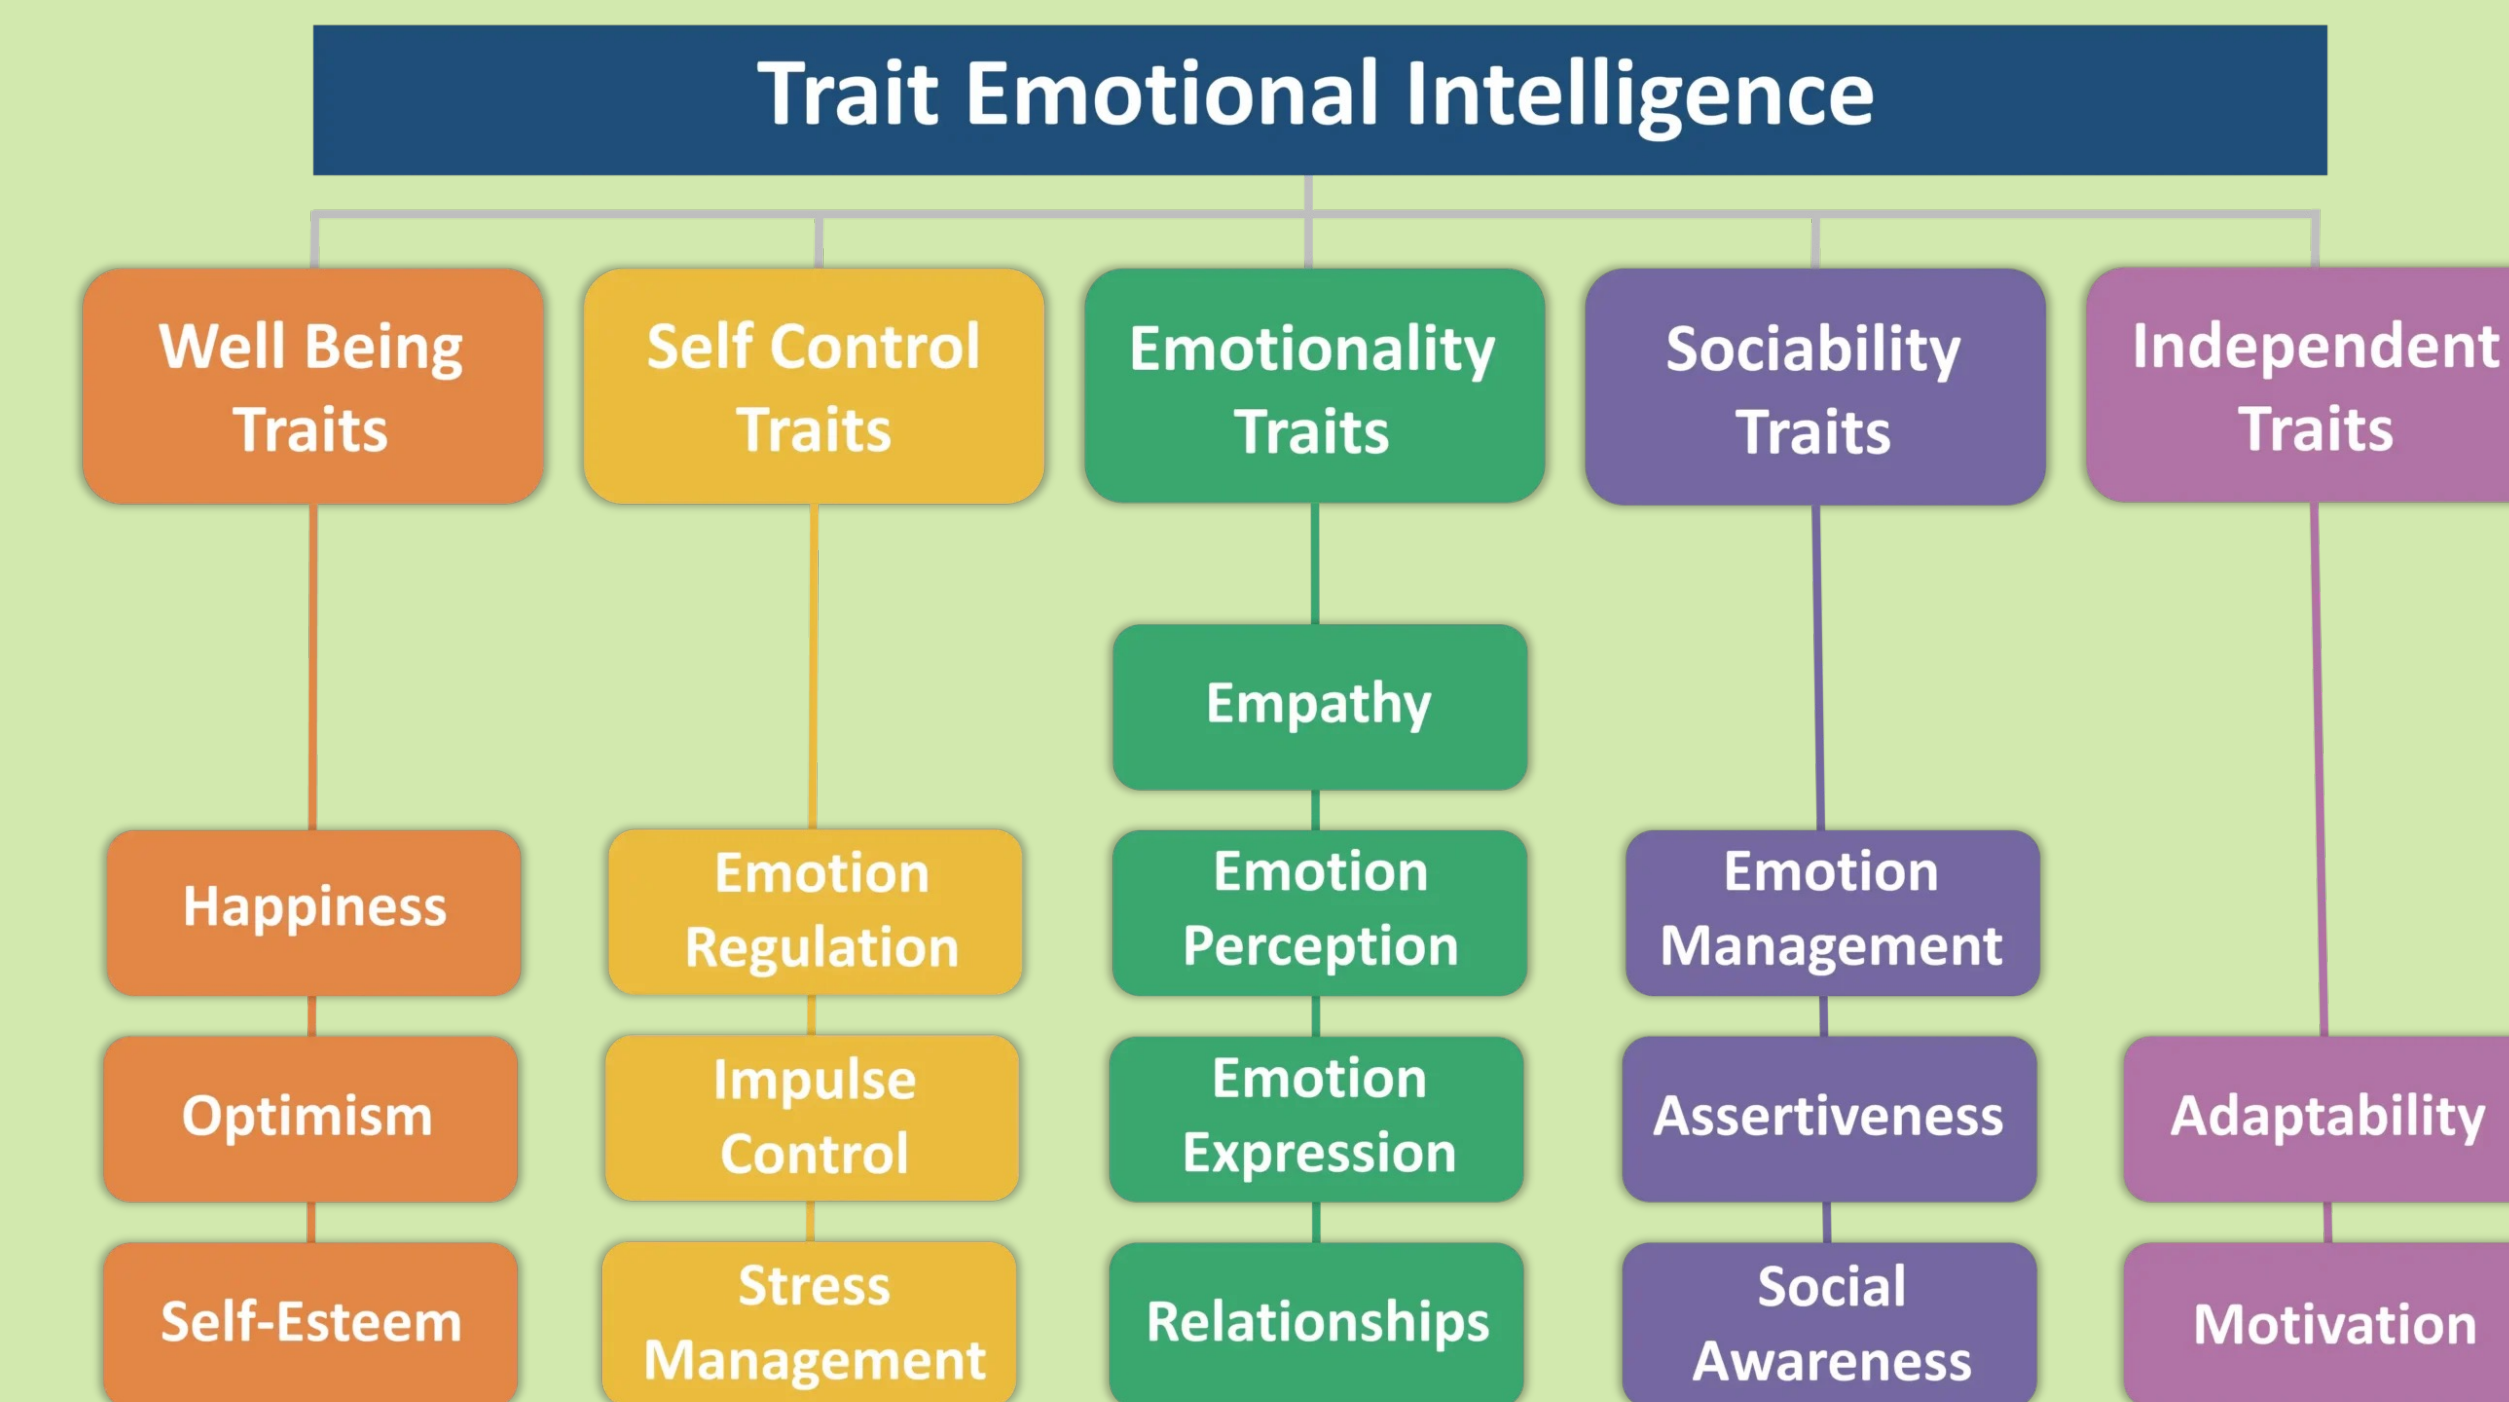 Trait Emotional Intelligence
Well Being
Traits
Self Control
Traits
Emotionality
Traits
Sociability
Traits
Independent
Traits
Happiness
Optimism
Self-Esteem
Emotion
Regulation
Impulse
Control
Stress
Management
Empathy
Emotion
Perception
Emotion
Expression
Relationships
Emotion
Management
Assertiveness
Social
Awareness
Adaptability
Motivation